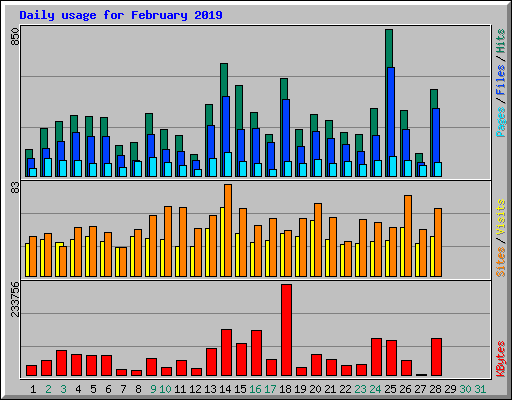 Daily usage for February 2019
850
Pages / Files / Hits
83
Sites / Visits
233756
KBytes
1 2 3 4 5 6 7 8 9 10 11 12 13 14 15 16 17 18 19 20 21 22 23 24 25 26 27 28 29 30 31